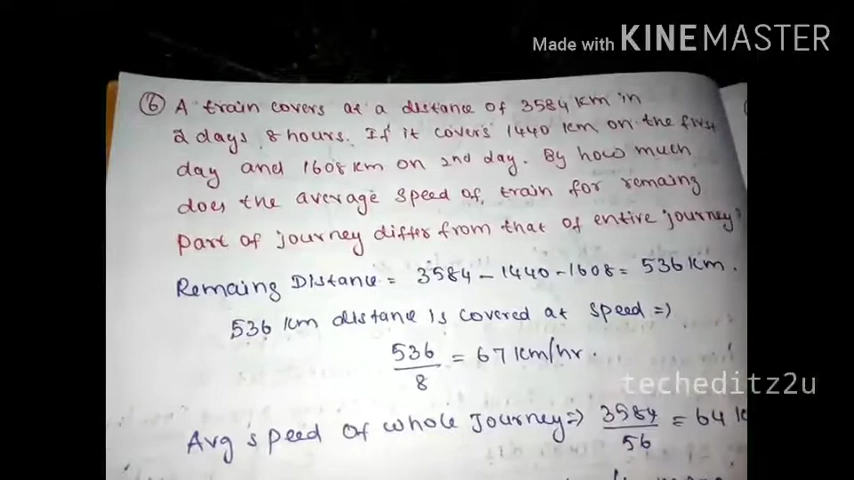 Made with KINEMASTER
6 A train covers at a distance of 3584 km in
2 days 8 hours. If it covers 1440 km on the first
day and 1608 km on 2nd day. By how much
does the average speed of train for remaing
part of journey differ from that of entire journey?
Remaing Distance = 3584 - 1440 - 1608 = 536 km.
536 km distance is covered at speed =>
536/8 = 67 km/hr.
techeditz2u
Avg speed of whole Journey => 3584/56 = 64 k